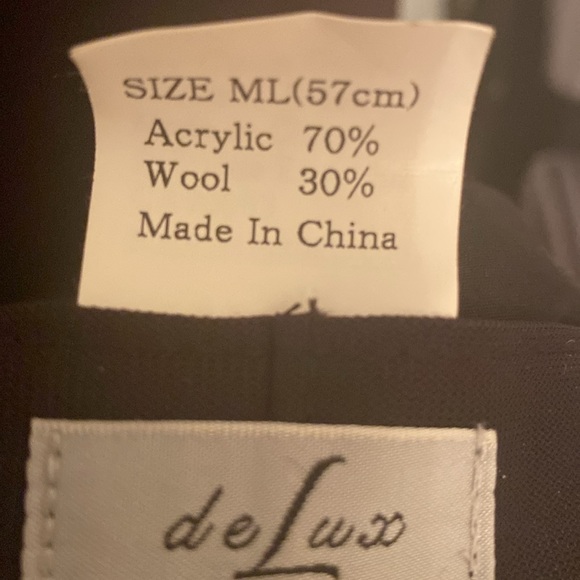 SIZE ML(57cm)
Acrylic 70%
Wool 30%
Made In China
deLux